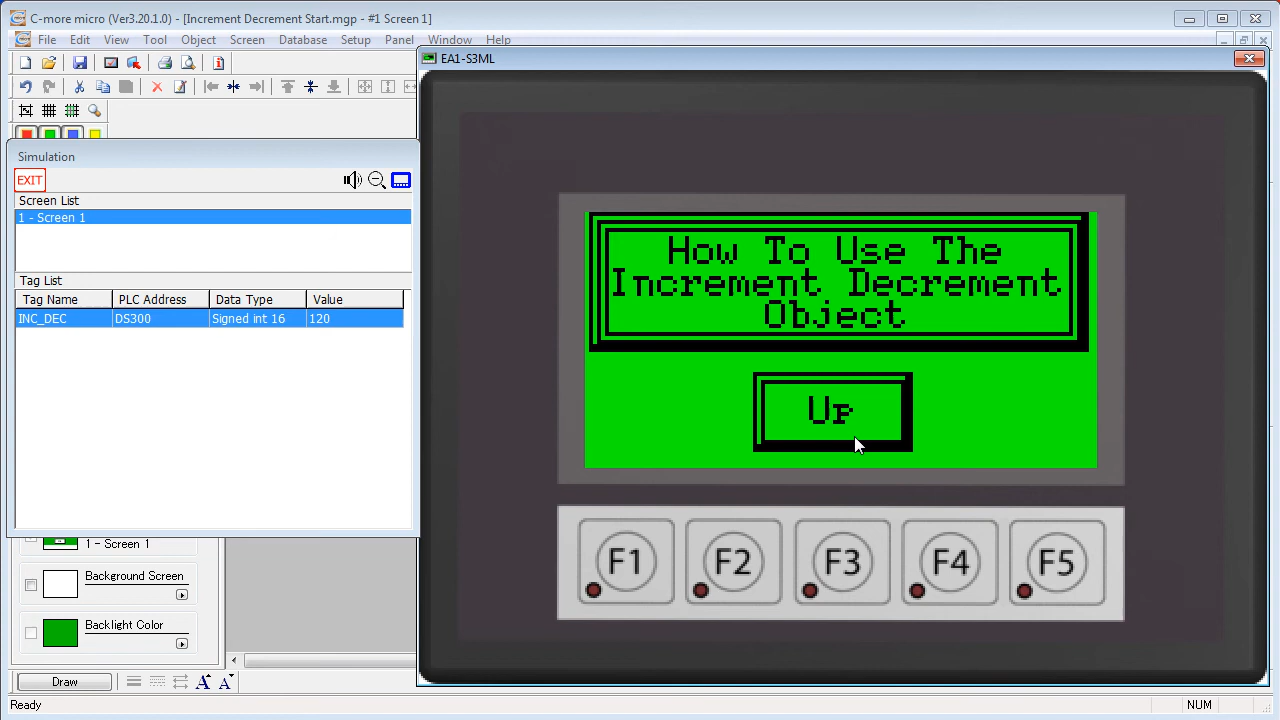 C-more micro (Ver3.20.1.0) - [Increment Decrement Start.mgp - #1 Screen 1]
File Edit View Tool Object Screen Database Setup Panel Window Help
EA1-S3ML
Simulation
EXIT
Screen List
1 - Screen 1
Tag List
Tag Name PLC Address Data Type Value
INC_DEC DS300 Signed int 16 120
How To Use The
Increment Decrement
Object
Up
F1 F2 F3 F4 F5
1 - Screen 1
Background Screen
Backlight Color
Draw
Ready
NUM